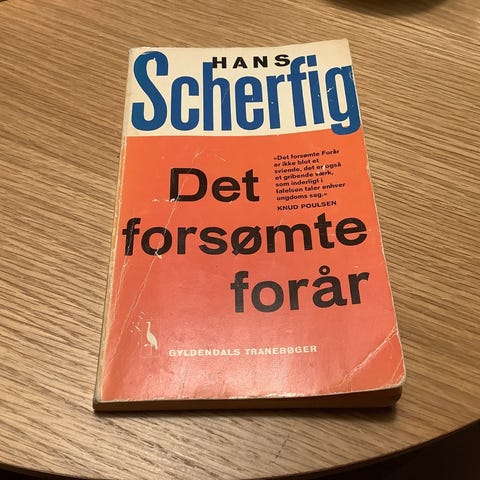 HANS
Scherfig
»Det forsømte Forår
er ikke blot et
sviende, det er også
et gribende værk,
som inderligt i
følelsen taler enhver
ungdoms sag.«
KNUD POULSEN
Det
forsømte
forår
GYLDENDALS TRANEBØGER